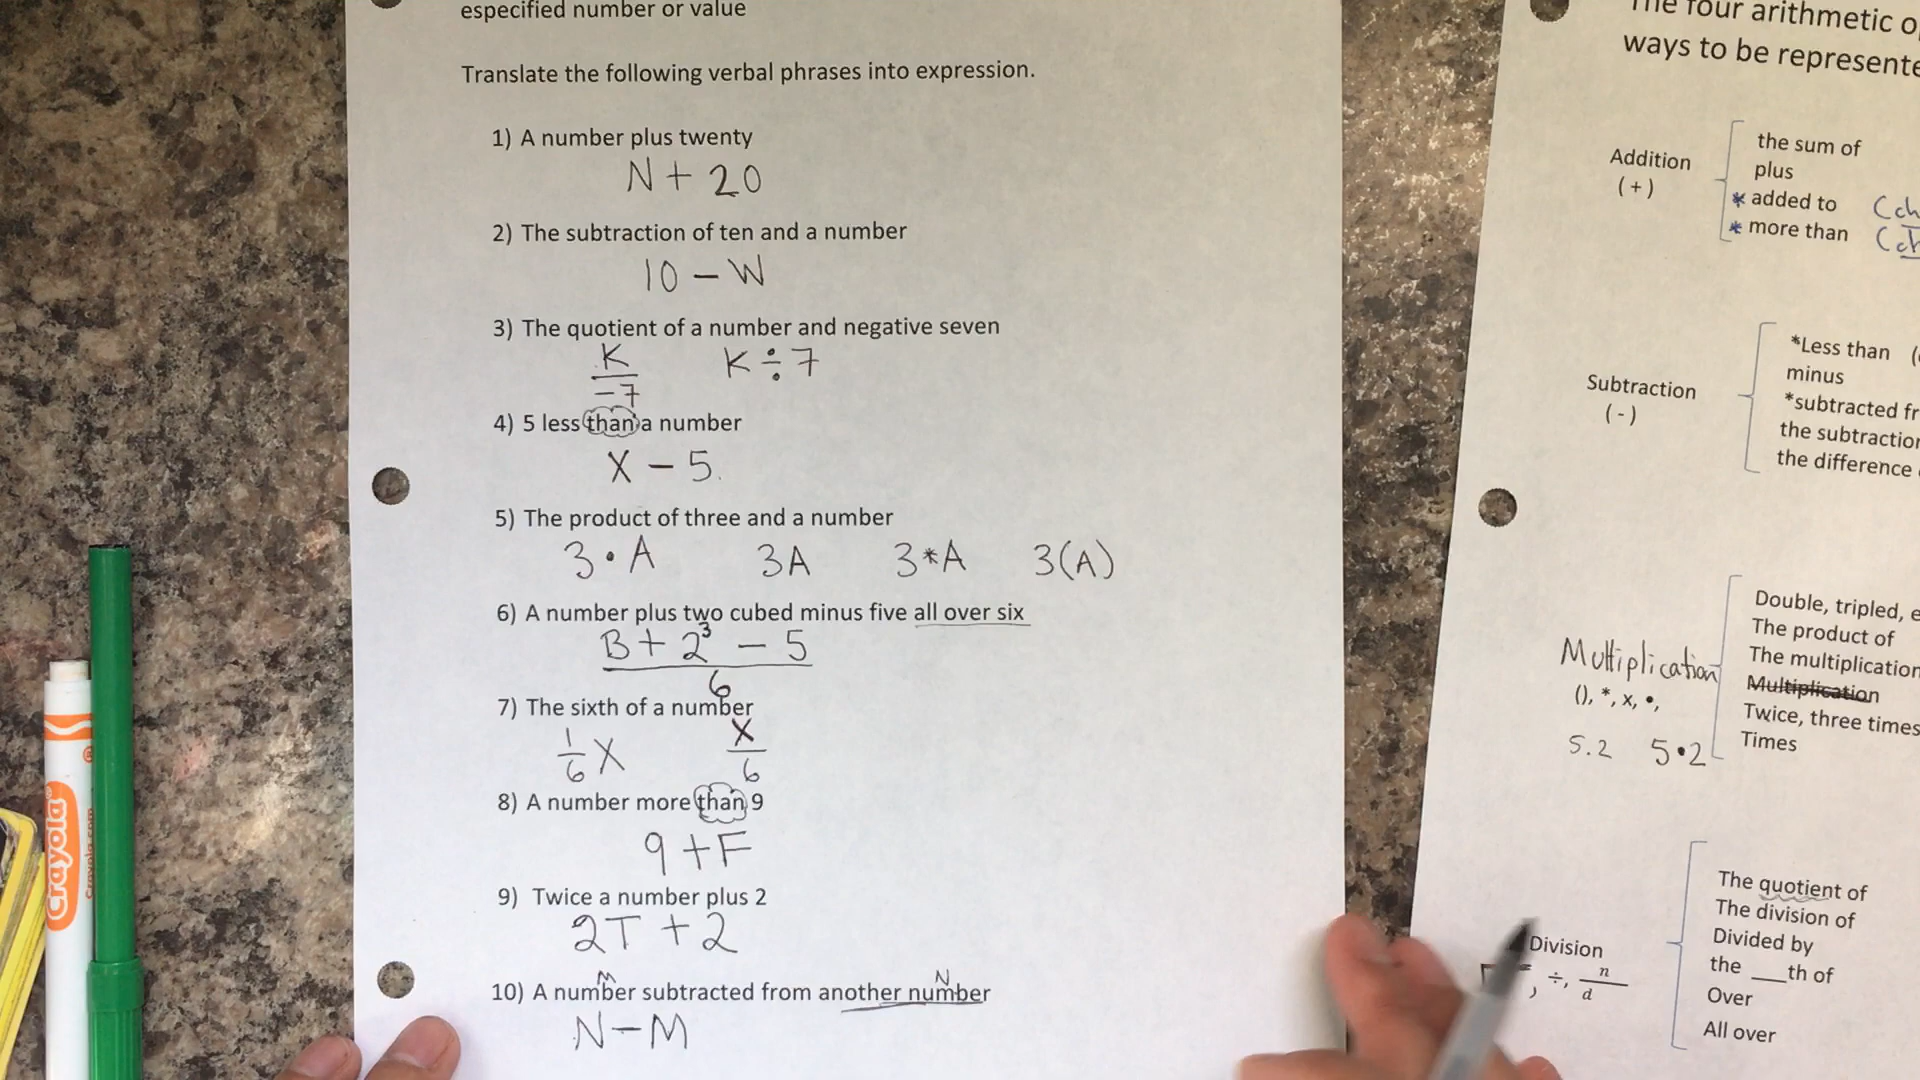 especified number or value
Translate the following verbal phrases into expression.
1) A number plus twenty
N + 20
2) The subtraction of ten and a number
10 - W
3) The quotient of a number and negative seven
K/-7 K ÷ 7
4) 5 less than a number
X - 5.
5) The product of three and a number
3 • A 3A 3*A 3(A)
6) A number plus two cubed minus five all over six
B + 2³ - 5
6
7) The sixth of a number
1/6 X X/6
8) A number more than 9
9 + F
9) Twice a number plus 2
2T + 2
M N
10) A number subtracted from another number
N - M
The four arithmetic
ways to be
Addition
(+)
the sum of
plus
* added to
* more than
Subtraction
(-)
*Less than
minus
*subtracted
the
the difference
Multiplication
(), *, x, •,
5.2 5•2
Double, tripled,
The product of
The multiplication
Multiplication
Twice, three times
Times
Division
÷, n/d
The quotient of
The division of
Divided by
the ___th of
Over
All over
Crayola
®
Crayola.com